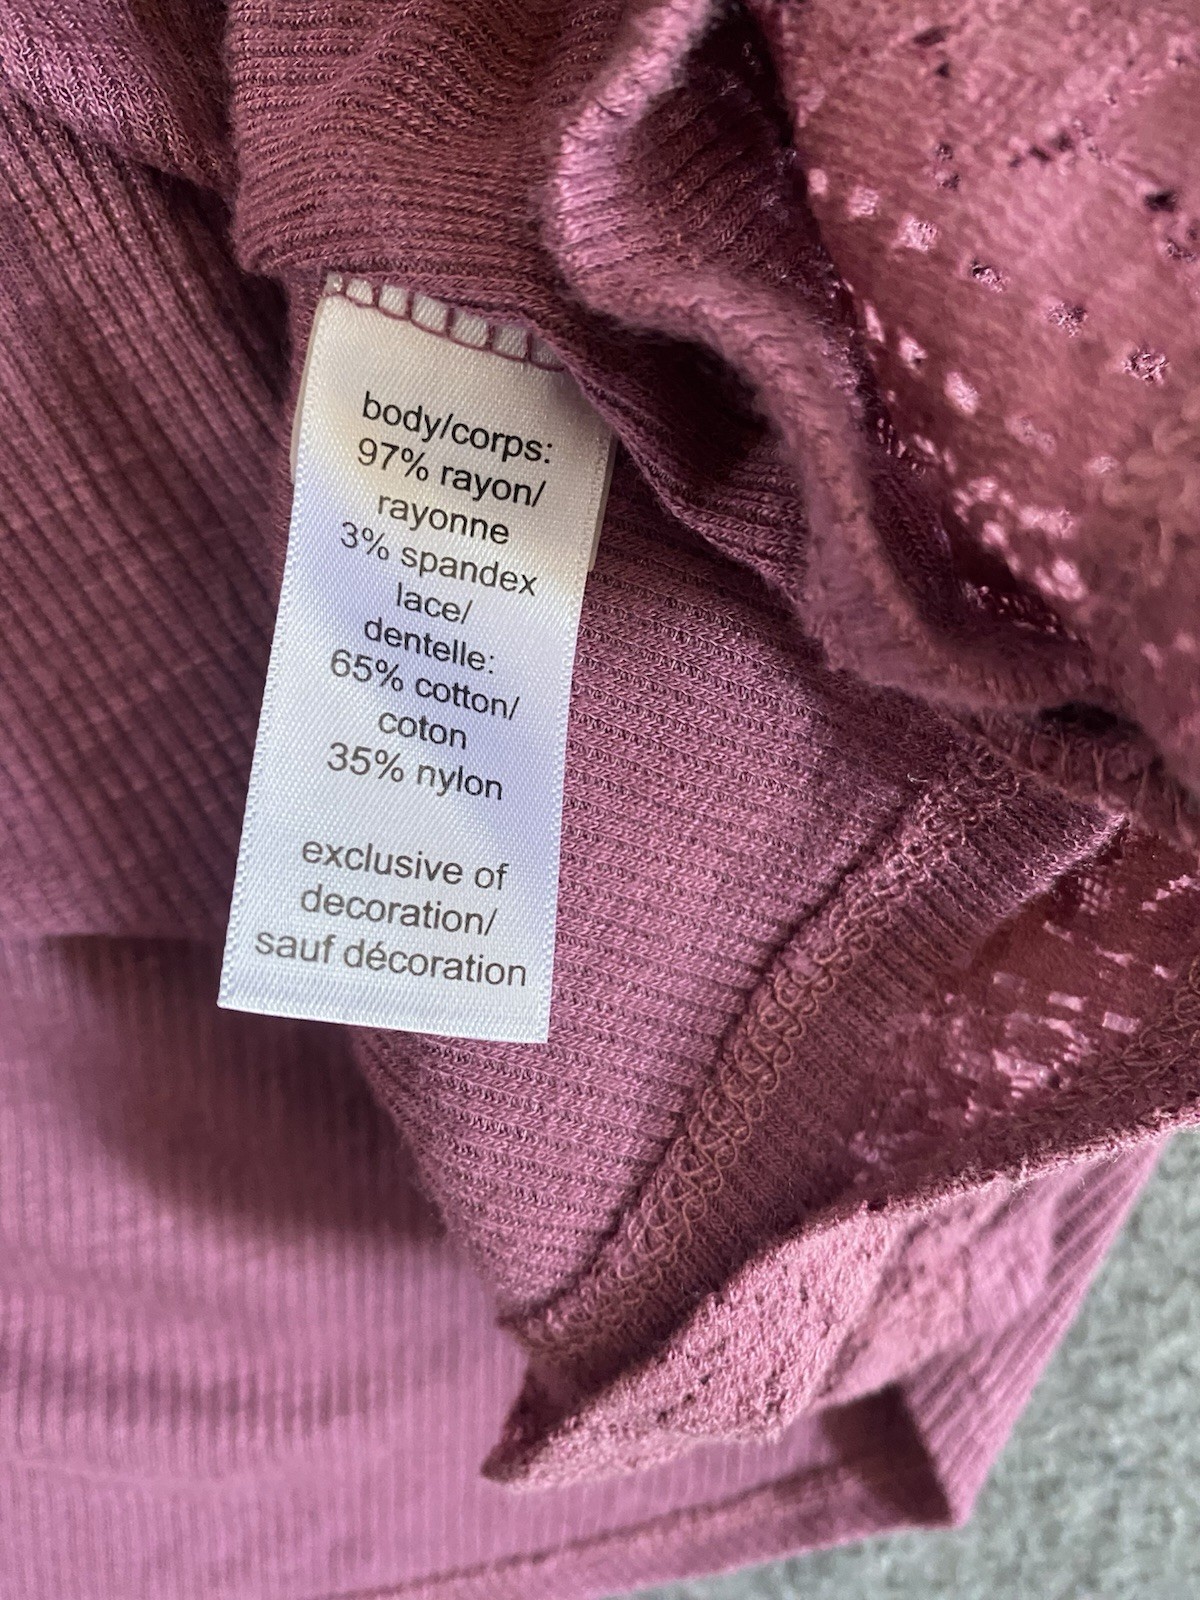 body/corps:
97% rayon/
rayonne
3% spandex
lace/
dentelle:
65% cotton/
coton
35% nylon
exclusive of
decoration/
sauf décoration